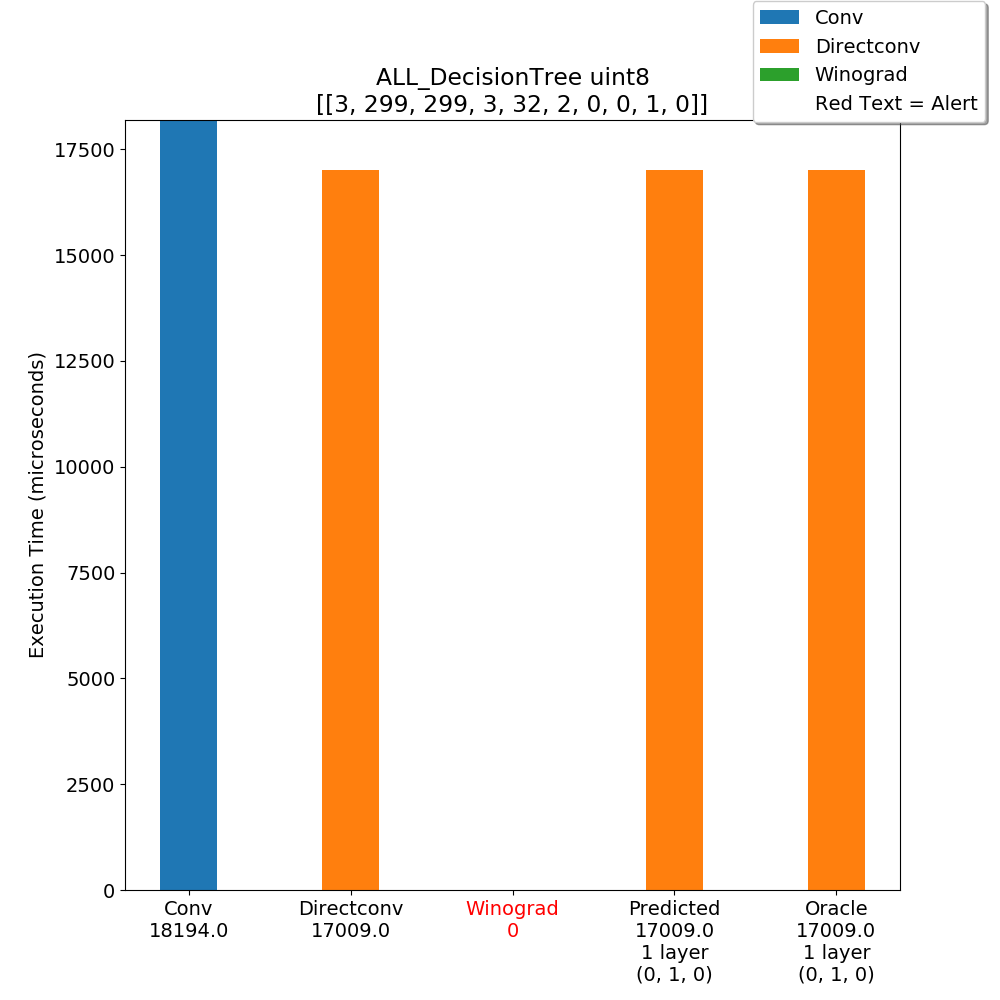 Conv
Directconv
Winograd
Red Text = Alert
ALL_DecisionTree uint8
[[3, 299, 299, 3, 32, 2, 0, 0, 1, 0]]
Execution Time (microseconds)
17500
15000
12500
10000
7500
5000
2500
0
Conv
18194.0
Directconv
17009.0
Winograd
0
Predicted
17009.0
1 layer
(0, 1, 0)
Oracle
17009.0
1 layer
(0, 1, 0)